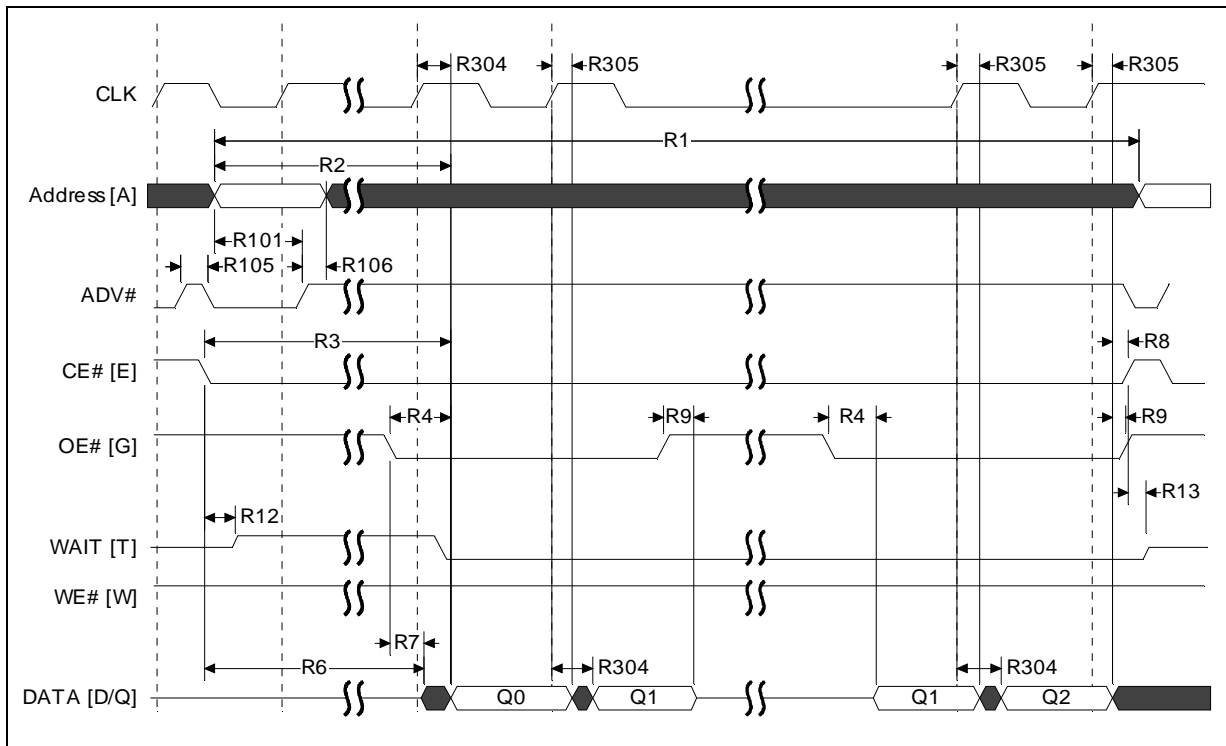 R304 R305 R305 R305
CLK
R1
R2
Address [A]
R101
R105 R106
ADV#
R3 R8
CE# [E]
R4 R9 R4 R9
OE# [G]
R12 R13
WAIT [T]
WE# [W]
R7
R6 R304 R304
DATA [D/Q] Q0 Q1 Q1 Q2